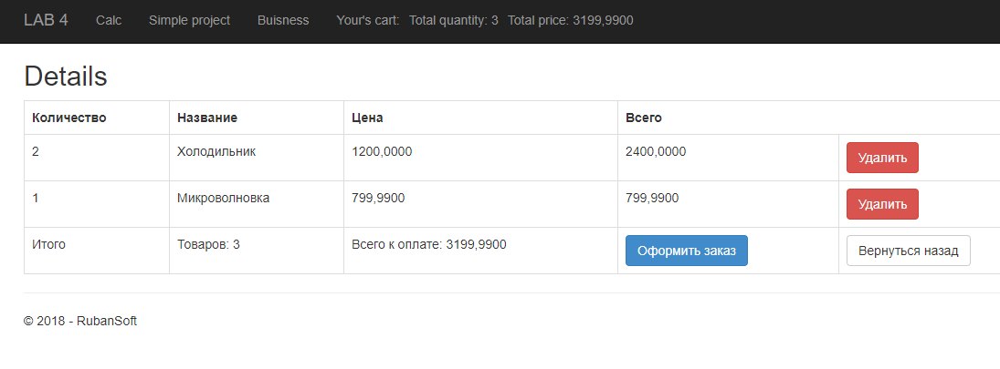 LAB 4 Calc Simple project Buisness Your's cart: Total quantity: 3 Total price: 3199,9900
Details
Количество Название Цена Всего
2 Холодильник 1200,0000 2400,0000 Удалить
1 Микроволновка 799,9900 799,9900 Удалить
Итого Товаров: 3 Всего к оплате: 3199,9900 Оформить заказ Вернуться назад
© 2018 - RubanSoft